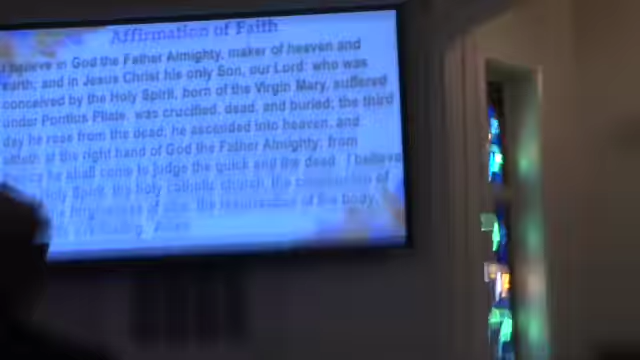 Affirmation of Faith
I believe in God the Father Almighty, maker of heaven and
earth; and in Jesus Christ his only Son, our Lord: who was
conceived by the Holy Spirit, born of the Virgin Mary, suffered
under Pontius Pilate, was crucified, dead, and buried; the third
day he rose from the dead; he ascended into heaven, and
sitteth at the right hand of God the Father Almighty; from
he shall come to judge the quick and the dead. I believe
Holy Spirit, the holy catholic church, the communion of
the forgiveness of sins, the resurrection of the body,